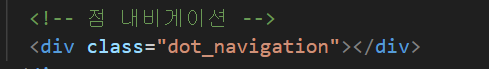 <!-- 점 내비게이션 -->
<div class="dot_navigation"></div>